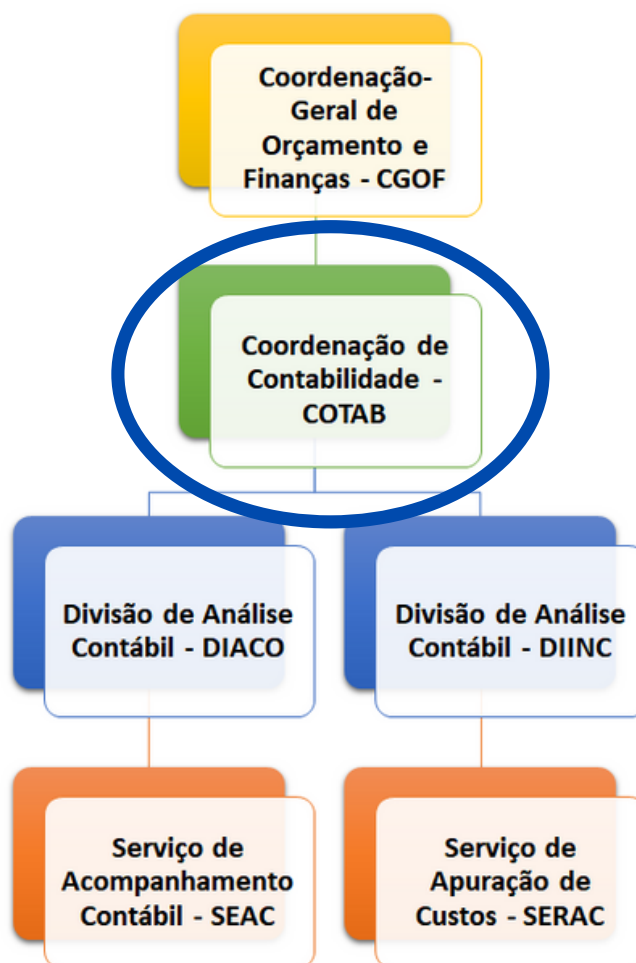 Coordenação-
Geral de
Orçamento e
Finanças - CGOF
Coordenação de
Contabilidade -
COTAB
Divisão de Análise
Contábil - DIACO
Divisão de Análise
Contábil - DIINC
Serviço de
Acompanhamento
Contábil - SEAC
Serviço de
Apuração de
Custos - SERAC